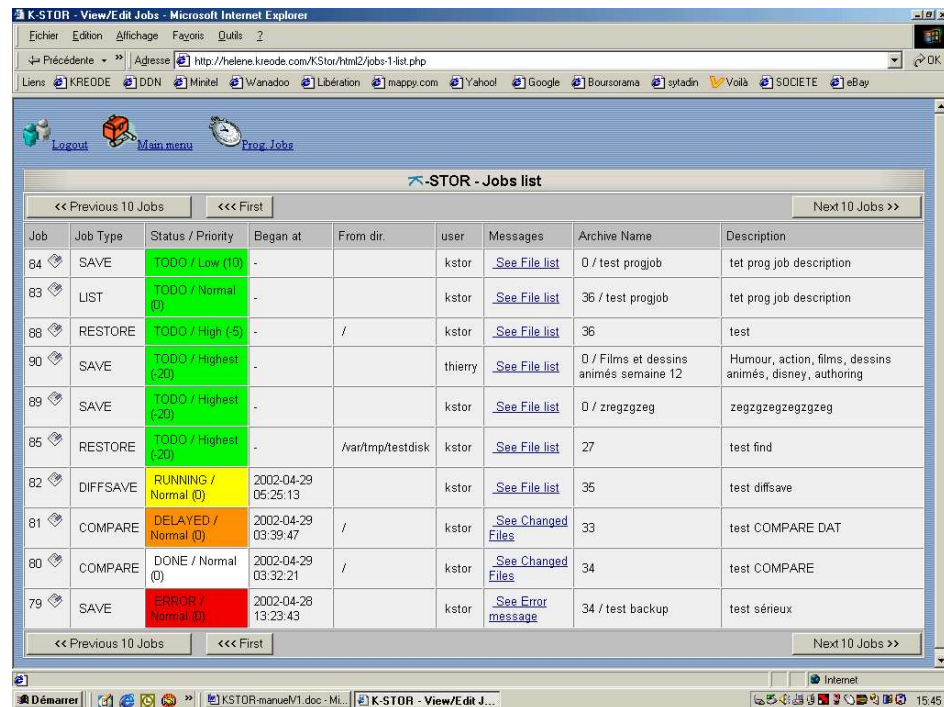 K-STOR - View/Edit Jobs - Microsoft Internet Explorer
Fichier Edition Affichage Favoris Outils ?
Précédente » Adresse http://helene.kreode.com/KStor/html2/jobs-1-list.php OK
Liens KREODE DDN Minitel Wanadoo Libération mappy.com Yahoo! Google Boursorama sytadin Voilà SOCIETE eBay
Logout Main menu Prog. Jobs
K-STOR - Jobs list
<< Previous 10 Jobs <<< First Next 10 Jobs >>
Job Job Type Status / Priority Began at From dir. user Messages Archive Name Description
84 SAVE TODO / Low (10) - kstor See File list 0 / test progjob tet prog job description
83 LIST TODO / Normal (0) - kstor See File list 36 / test progjob tet prog job description
88 RESTORE TODO / High (-5) - / kstor See File list 36 test
90 SAVE TODO / Highest (-20) - thierry See File list 0 / Films et dessins animés semaine 12 Humour, action, films, dessins animés, disney, authoring
89 SAVE TODO / Highest (-20) - kstor See File list 0 / zregzgzeg zegzgzegzegzgzeg
85 RESTORE TODO / Highest (-20) - /var/tmp/testdisk kstor See File list 27 test find
82 DIFFSAVE RUNNING / Normal (0) 2002-04-29 05:25:13 kstor See File list 35 test diffsave
81 COMPARE DELAYED / Normal (0) 2002-04-29 03:39:47 / kstor See Changed Files 33 test COMPARE DAT
80 COMPARE DONE / Normal (0) 2002-04-29 03:32:21 / kstor See Changed Files 34 test COMPARE
79 SAVE ERROR / Normal (0) 2002-04-28 13:23:43 kstor See Error message 34 / test backup test sérieux
<< Previous 10 Jobs <<< First Next 10 Jobs >>
Internet
Démarrer » KSTOR-manuelV1.doc - Mi... K-STOR - View/Edit J... 15:45